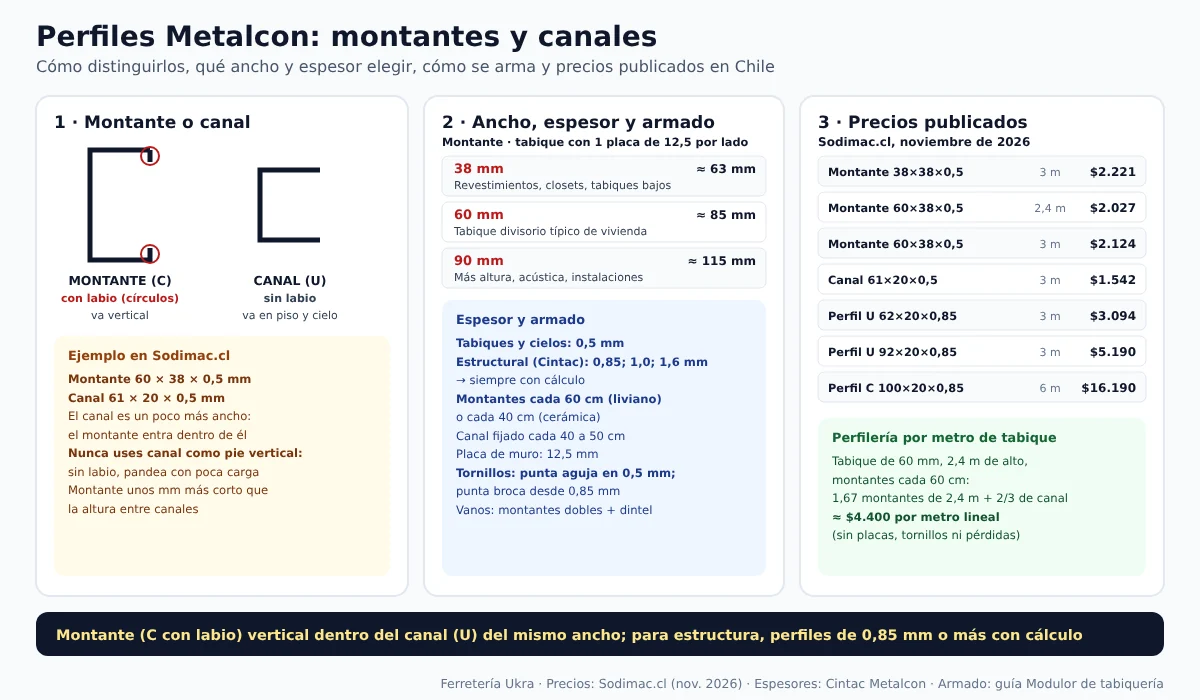 Perfiles Metalcon: montantes y canales
Cómo distinguirlos, qué ancho y espesor elegir, cómo se arma y precios publicados en Chile
1 · Montante o canal
MONTANTE (C)
con labio (círculos)
va vertical
CANAL (U)
sin labio
va en piso y cielo
Ejemplo en Sodimac.cl
Montante 60 × 38 × 0,5 mm
Canal 61 × 20 × 0,5 mm
El canal es un poco más ancho:
el montante entra dentro de él
Nunca uses canal como pie vertical:
sin labio, pandea con poca carga
Montante unos mm más corto que
la altura entre canales
2 · Ancho, espesor y armado
Montante · tabique con 1 placa de 12,5 por lado
38 mm ≈ 63 mm
Revestimientos, closets, tabiques bajos
60 mm ≈ 85 mm
Tabique divisorio típico de vivienda
90 mm ≈ 115 mm
Más altura, acústica, instalaciones
Espesor y armado
Tabiques y cielos: 0,5 mm
Estructural (Cintac): 0,85; 1,0; 1,6 mm
→ siempre con cálculo
Montantes cada 60 cm (liviano)
o cada 40 cm (cerámica)
Canal fijado cada 40 a 50 cm
Placa de muro: 12,5 mm
Tornillos: punta aguja en 0,5 mm;
punta broca desde 0,85 mm
Vanos: montantes dobles + dintel
3 · Precios publicados
Sodimac.cl, noviembre de 2026
Montante 38×38×0,5 3 m $2.221
Montante 60×38×0,5 2,4 m $2.027
Montante 60×38×0,5 3 m $2.124
Canal 61×20×0,5 3 m $1.542
Perfil U 62×20×0,85 3 m $3.094
Perfil U 92×20×0,85 3 m $5.190
Perfil C 100×20×0,85 6 m $16.190
Perfilería por metro de tabique
Tabique de 60 mm, 2,4 m de alto,
montantes cada 60 cm:
1,67 montantes de 2,4 m + 2/3 de canal
≈ $4.400 por metro lineal
(sin placas, tornillos ni pérdidas)
Montante (C con labio) vertical dentro del canal (U) del mismo ancho; para estructura, perfiles de 0,85 mm o más con cálculo
Ferretería Ukra · Precios: Sodimac.cl (nov. 2026) · Espesores: Cintac Metalcon · Armado: guía Modulor de tabiquería